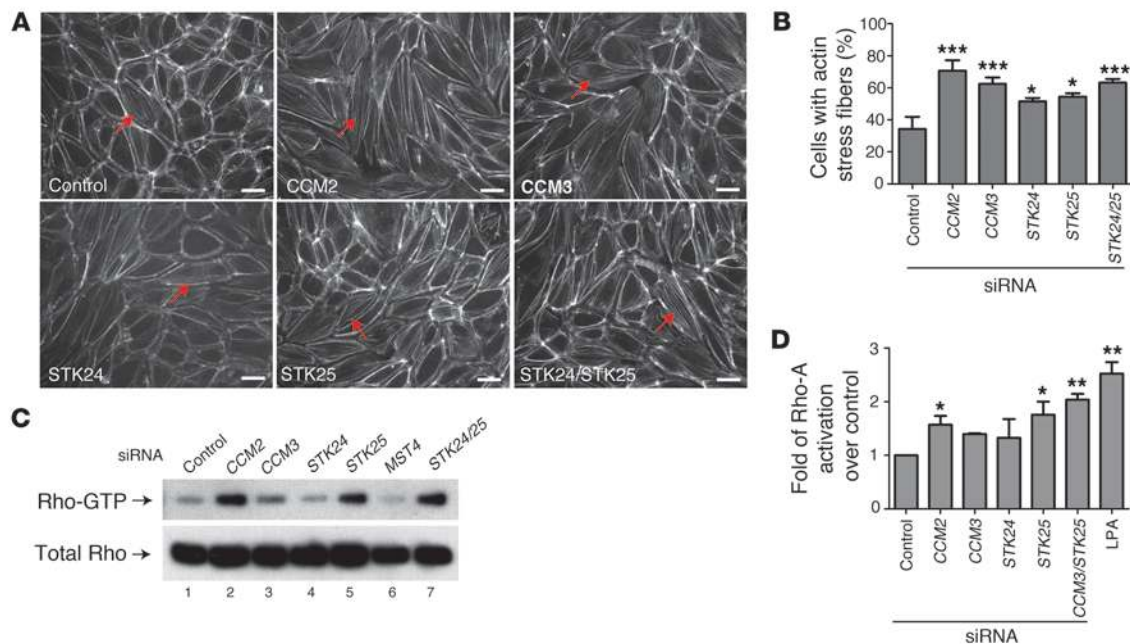 A
Control
CCM2
CCM3
STK24
STK25
STK24/STK25
B
Cells with actin
stress fibers (%)
100
80
60
40
20
0
***
***
*
*
***
Control
CCM2
CCM3
STK24
STK25
STK24/25
siRNA
C
siRNA
Control
CCM2
CCM3
STK24
STK25
MST4
STK24/25
Rho-GTP →
Total Rho →
1 2 3 4 5 6 7
D
Fold of Rho-A
activation
over control
3
2
1
0
*
*
**
**
Control
CCM2
CCM3
STK24
STK25
CCM3/STK25
LPA
siRNA